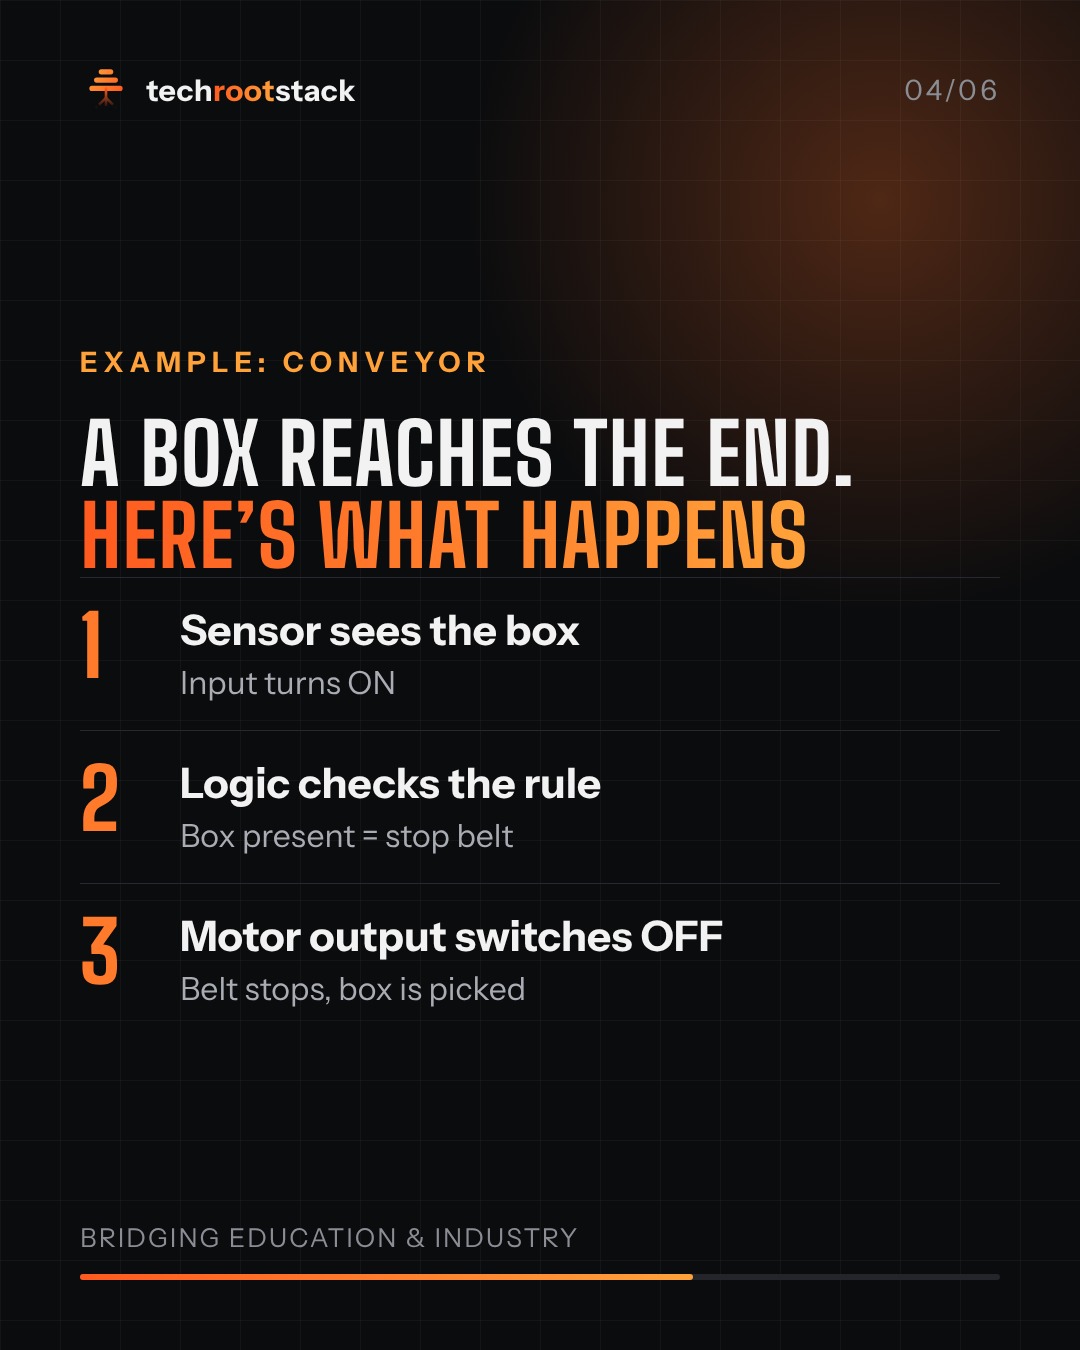 techrootstack
04/06
EXAMPLE: CONVEYOR
A BOX REACHES THE END.
HERE’S WHAT HAPPENS
1
Sensor sees the box
Input turns ON
2
Logic checks the rule
Box present = stop belt
3
Motor output switches OFF
Belt stops, box is picked
BRIDGING EDUCATION & INDUSTRY